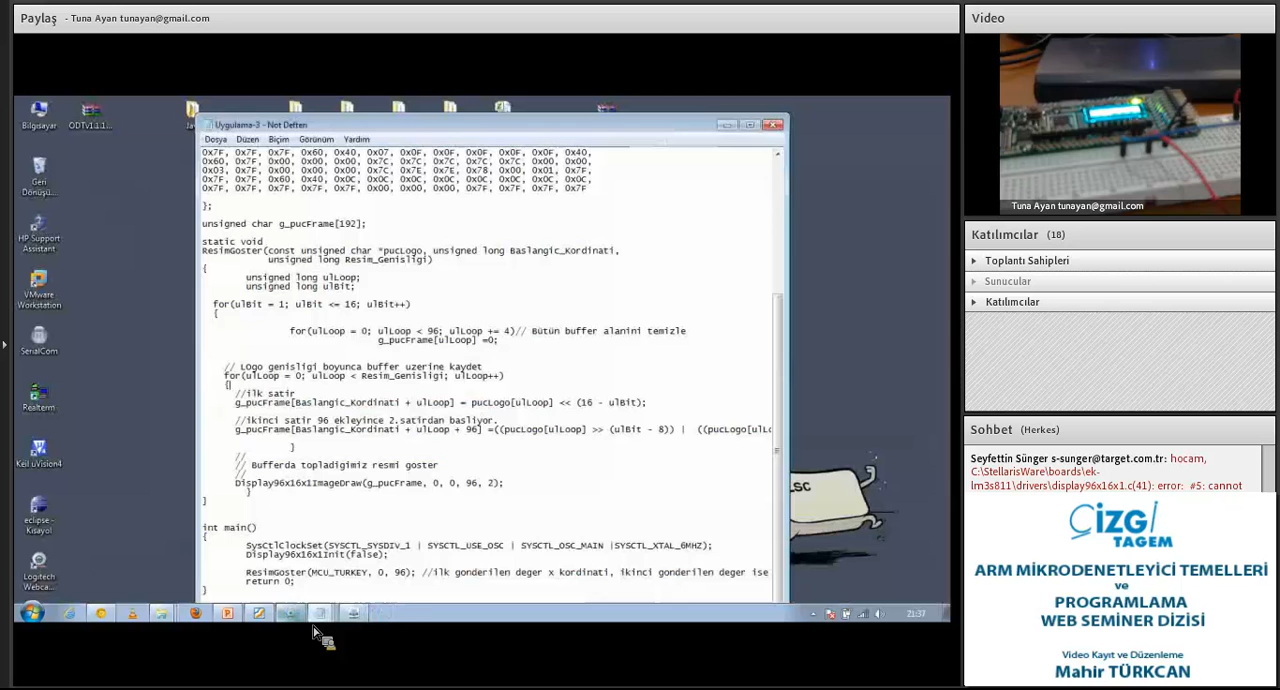 Paylaş - Tuna Ayan tunayan@gmail.com
Bilgisayar
ODTv1.1.1...
Geri Dönüşü...
HP Support Assistant
VMware Workstation
SerialCom
Realterm
Keil uVision4
eclipse - Kısayol
Logitech Webca...
Uygulama-3 - Not Defteri
Dosya Düzen Biçim Görünüm Yardım
0x7F, 0x7F, 0x7F, 0x60, 0x40, 0x07, 0x0F, 0x0F, 0x0F, 0x0F, 0x40,
0x60, 0x7F, 0x00, 0x00, 0x00, 0x7C, 0x7C, 0x7C, 0x7C, 0x00, 0x00,
0x03, 0x7F, 0x00, 0x00, 0x00, 0x7C, 0x7E, 0x7E, 0x78, 0x00, 0x01, 0x7F,
0x7F, 0x7F, 0x60, 0x40, 0x0C, 0x0C, 0x0C, 0x0C, 0x0C, 0x0C, 0x0C,
0x7F, 0x7F, 0x7F, 0x7F, 0x7F, 0x00, 0x00, 0x00, 0x7F, 0x7F, 0x7F
};
unsigned char g_pucFrame[192];
static void
ResimGoster(const unsigned char *pucLogo, unsigned long Baslangic_Kordinati,
unsigned long Resim_Genisligi)
{
unsigned long ulLoop;
unsigned long ulBit;
for(ulBit = 1; ulBit <= 16; ulBit++)
{
for(ulLoop = 0; ulLoop < 96; ulLoop += 4)// Bütün buffer alanini temizle
g_pucFrame[ulLoop] =0;
// Logo genisligi boyunca buffer uzerine kaydet
for(ulLoop = 0; ulLoop < Resim_Genisligi; ulLoop++)
{
//ilk satir
g_pucFrame[Baslangic_Kordinati + ulLoop] = pucLogo[ulLoop] << (16 - ulBit);
//ikinci satir 96 ekleyince 2.satirdan basliyor.
g_pucFrame[Baslangic_Kordinati + ulLoop + 96] =((pucLogo[ulLoop] >> (ulBit - 8)) | ((pucLogo[ulLo
}
//
// Bufferda topladigimiz resmi goster
//
Display96x16x1ImageDraw(g_pucFrame, 0, 0, 96, 2);
}
}
int main()
{
SysCtlClockSet(SYSCTL_SYSDIV_1 | SYSCTL_USE_OSC | SYSCTL_OSC_MAIN |SYSCTL_XTAL_6MHZ);
Display96x16x1Init(false);
ResimGoster(MCU_TURKEY, 0, 96); //ilk gonderilen deger x kordinati, ikinci gonderilen deger ise
return 0;
}
21:37
Video
Tuna Ayan tunayan@gmail.com
Katılımcılar (18)
Toplantı Sahipleri
Sunucular
Katılımcılar
Sohbet (Herkes)
Seyfettin Sünger s-sunger@target.com.tr: hocam,
C:\StellarisWare\boards\ek-
lm3s811\drivers\display96x16x1.c(41): error: #5: cannot
ÇİZGİ
TAGEM
ARM MİKRODENETLEYİCİ TEMELLERİ
ve
PROGRAMLAMA
WEB SEMİNER DİZİSİ
Video Kayıt ve Düzenleme
Mahir TÜRKCAN